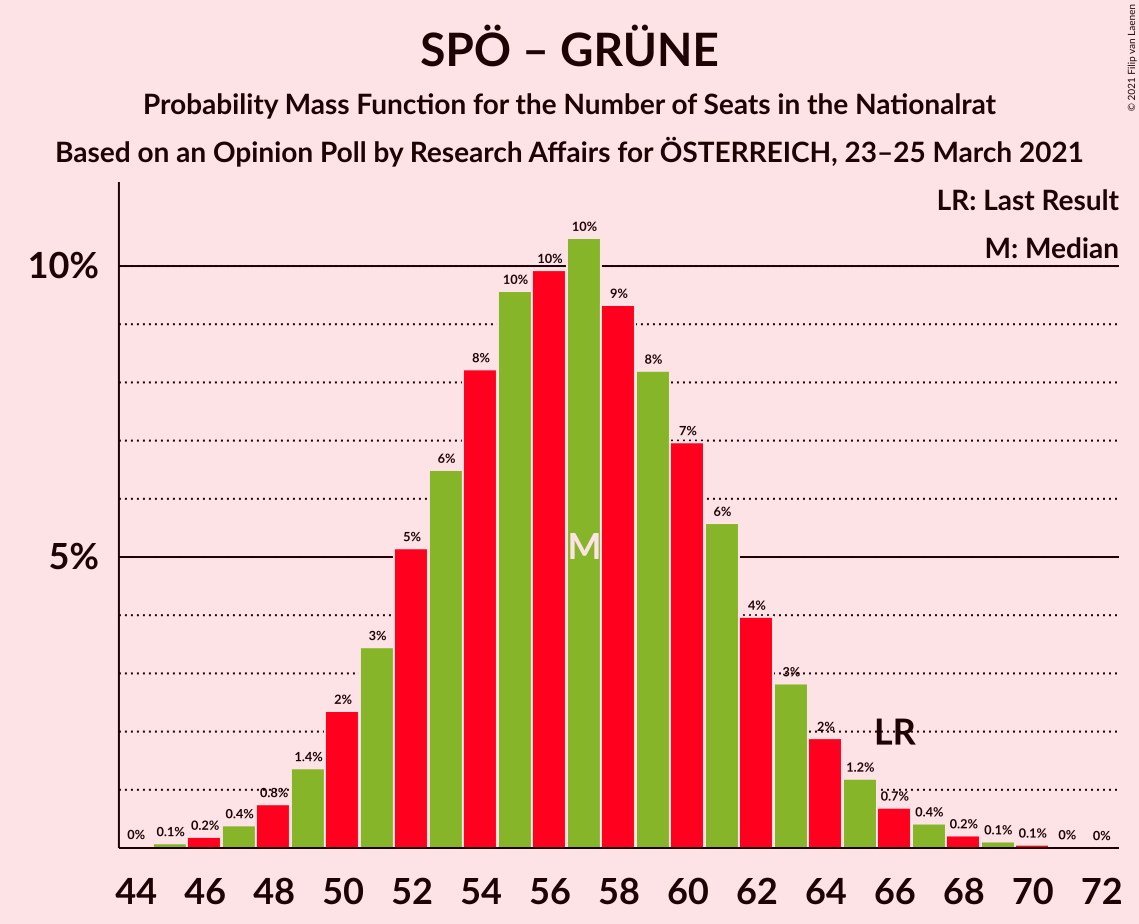 SPÖ – GRÜNE
Probability Mass Function for the Number of Seats in the Nationalrat
Based on an Opinion Poll by Research Affairs for ÖSTERREICH, 23–25 March 2021
© 2021 Filip van Laenen
LR: Last Result
M: Median
10%
5%
0% 0.1% 0.2% 0.4% 0.8% 1.4% 2% 3% 5% 6% 8% 10% 10% 10% 9% 8% 7% 6% 4% 3% 2% 1.2% 0.7% 0.4% 0.2% 0.1% 0.1% 0% 0%
M
LR
44 46 48 50 52 54 56 58 60 62 64 66 68 70 72